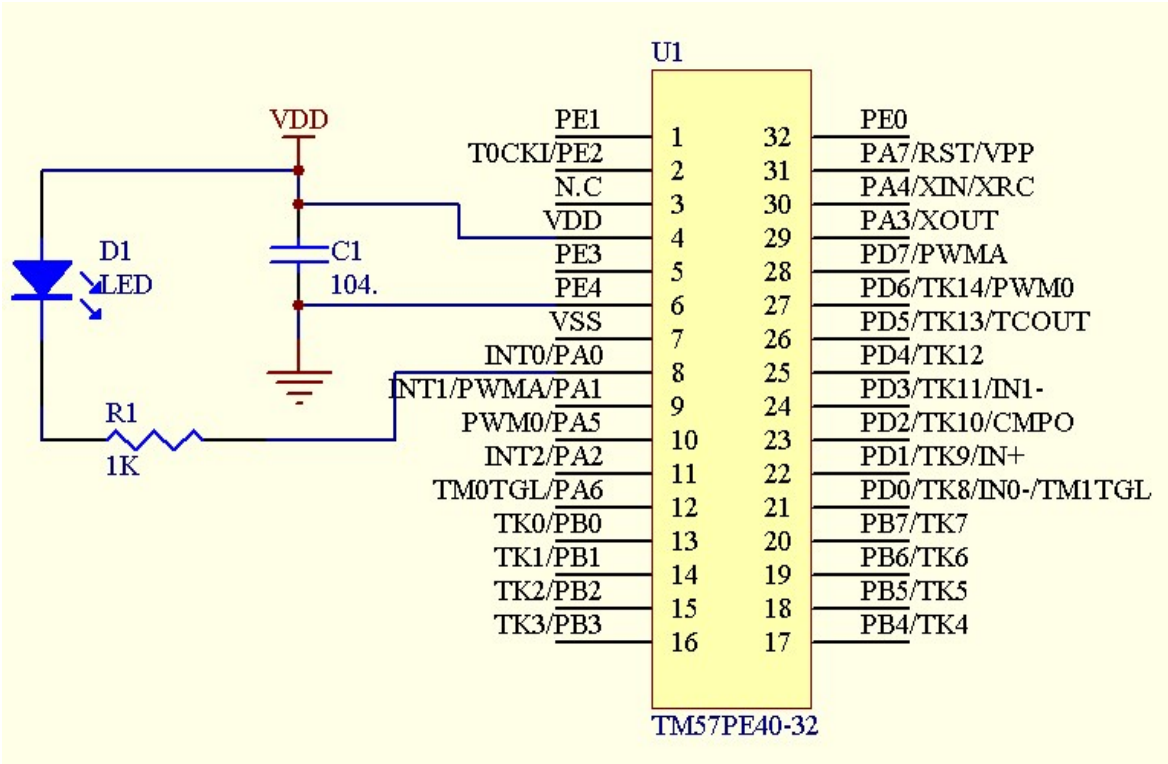 U1
VDD
D1
LED
C1
104.
R1
1K
PE1
T0CKI/PE2
N.C
VDD
PE3
PE4
VSS
INT0/PA0
INT1/PWMA/PA1
PWM0/PA5
INT2/PA2
TM0TGL/PA6
TK0/PB0
TK1/PB1
TK2/PB2
TK3/PB3
1 32
2 31
3 30
4 29
5 28
6 27
7 26
8 25
9 24
10 23
11 22
12 21
13 20
14 19
15 18
16 17
PE0
PA7/RST/VPP
PA4/XIN/XRC
PA3/XOUT
PD7/PWMA
PD6/TK14/PWM0
PD5/TK13/TCOUT
PD4/TK12
PD3/TK11/IN1-
PD2/TK10/CMPO
PD1/TK9/IN+
PD0/TK8/IN0-/TM1TGL
PB7/TK7
PB6/TK6
PB5/TK5
PB4/TK4
TM57PE40-32